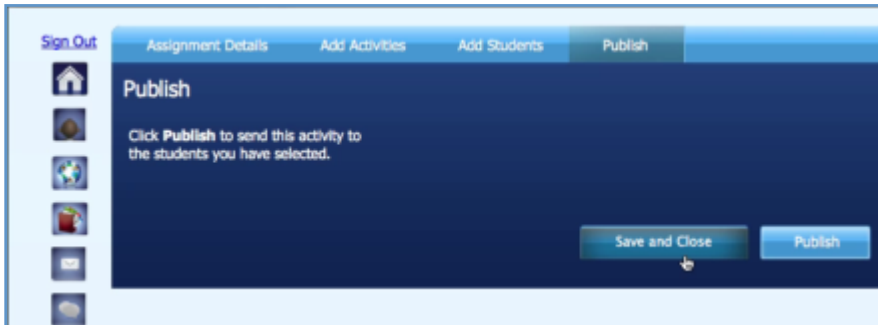 Sign Out
Assignment Details Add Activities Add Students Publish
Publish
Click Publish to send this activity to
the students you have selected.
Save and Close Publish